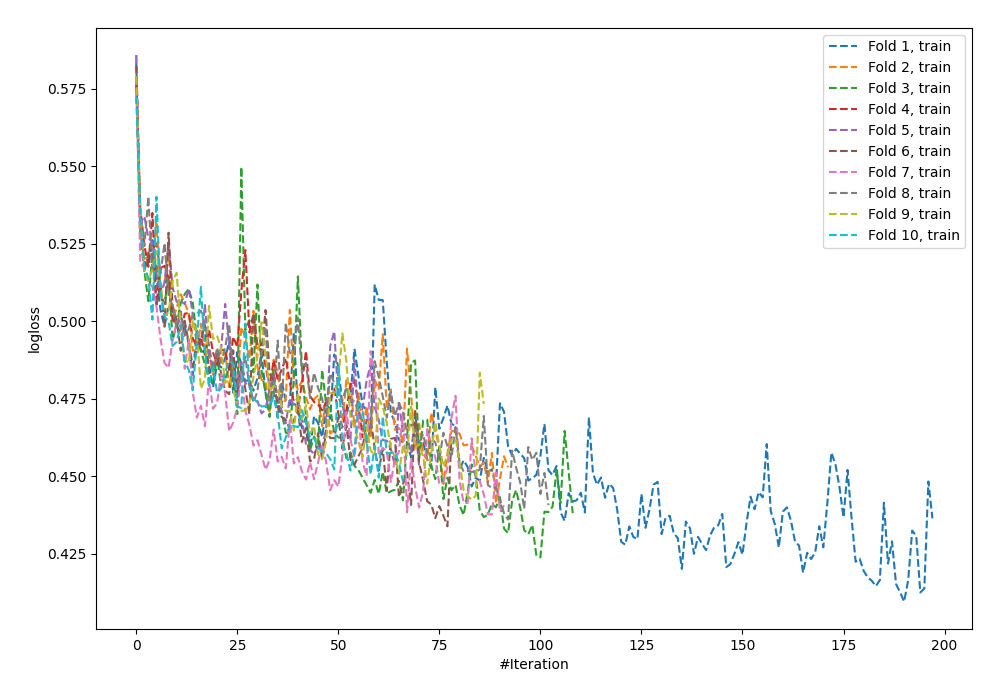 0.575
0.550
0.525
0.500
0.475
0.450
0.425
logloss
0
25
50
75
100
125
150
175
200
#Iteration
Fold 1, train
Fold 2, train
Fold 3, train
Fold 4, train
Fold 5, train
Fold 6, train
Fold 7, train
Fold 8, train
Fold 9, train
Fold 10, train